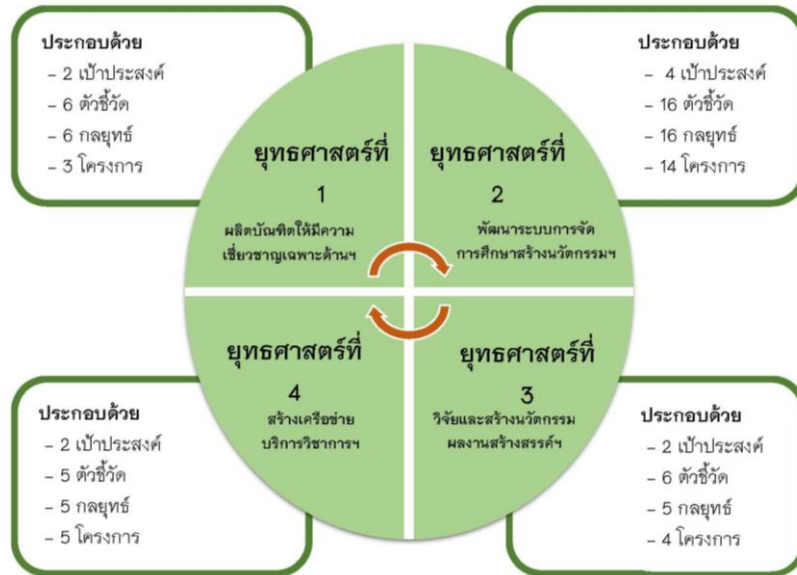 ประกอบด้วย
- 2 เป้าประสงค์
- 6 ตัวชี้วัด
- 6 กลยุทธ์
- 3 โครงการ
ยุทธศาสตร์ที่
1
ผลิตบัณฑิตให้มีความ
เชี่ยวชาญเฉพาะด้านฯ
ประกอบด้วย
- 4 เป้าประสงค์
- 16 ตัวชี้วัด
- 16 กลยุทธ์
- 14 โครงการ
ยุทธศาสตร์ที่
2
พัฒนาระบบการจัด
การศึกษาสร้างนวัตกรรมฯ
ยุทธศาสตร์ที่
4
สร้างเครือข่าย
บริการวิชาการฯ
ประกอบด้วย
- 2 เป้าประสงค์
- 5 ตัวชี้วัด
- 5 กลยุทธ์
- 5 โครงการ
ยุทธศาสตร์ที่
3
วิจัยและสร้างนวัตกรรม
ผลงานสร้างสรรค์ฯ
ประกอบด้วย
- 2 เป้าประสงค์
- 6 ตัวชี้วัด
- 5 กลยุทธ์
- 4 โครงการ